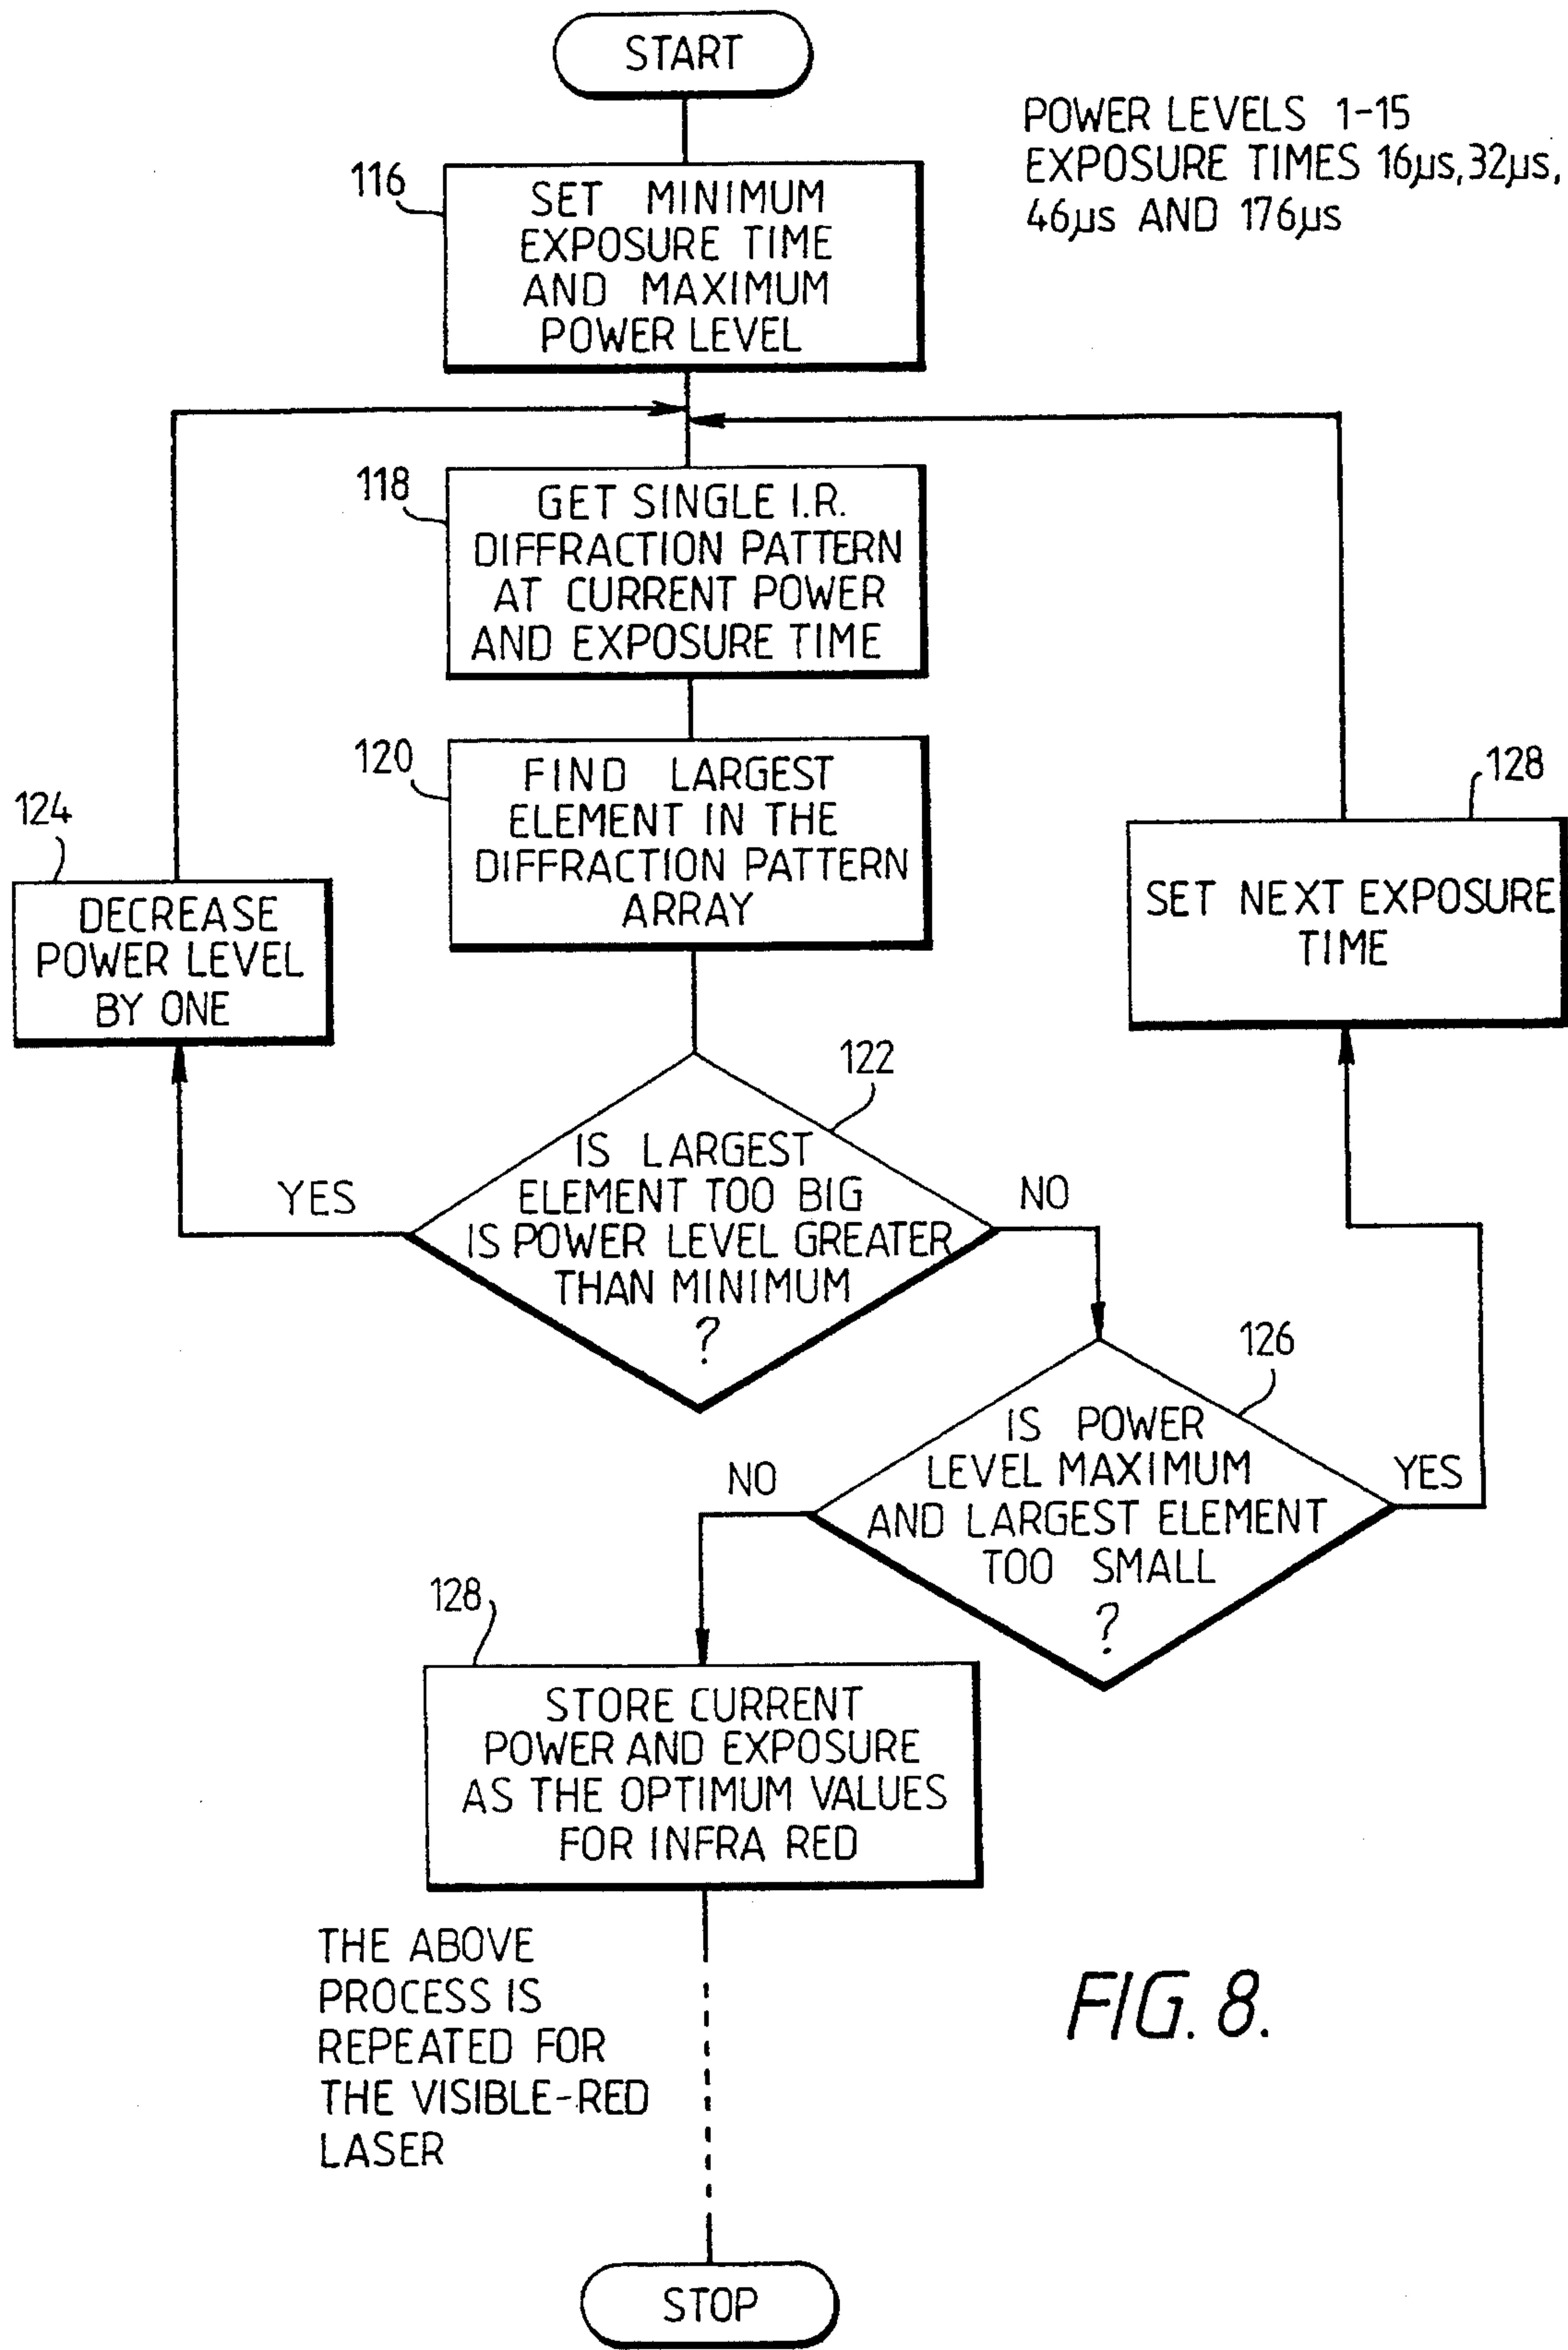 START
POWER LEVELS 1-15
EXPOSURE TIMES 16µs, 32µs,
46µs AND 176µs
116
SET MINIMUM
EXPOSURE TIME
AND MAXIMUM
POWER LEVEL
118
GET SINGLE I.R.
DIFFRACTION PATTERN
AT CURRENT POWER
AND EXPOSURE TIME
120
FIND LARGEST
ELEMENT IN THE
DIFFRACTION PATTERN
ARRAY
124
DECREASE
POWER LEVEL
BY ONE
128
SET NEXT EXPOSURE
TIME
122
IS LARGEST
ELEMENT TOO BIG
IS POWER LEVEL GREATER
THAN MINIMUM
?
YES
NO
126
IS POWER
LEVEL MAXIMUM
AND LARGEST ELEMENT
TOO SMALL
?
NO
YES
128
STORE CURRENT
POWER AND EXPOSURE
AS THE OPTIMUM VALUES
FOR INFRA RED
THE ABOVE
PROCESS IS
REPEATED FOR
THE VISIBLE-RED
LASER
FIG. 8.
STOP